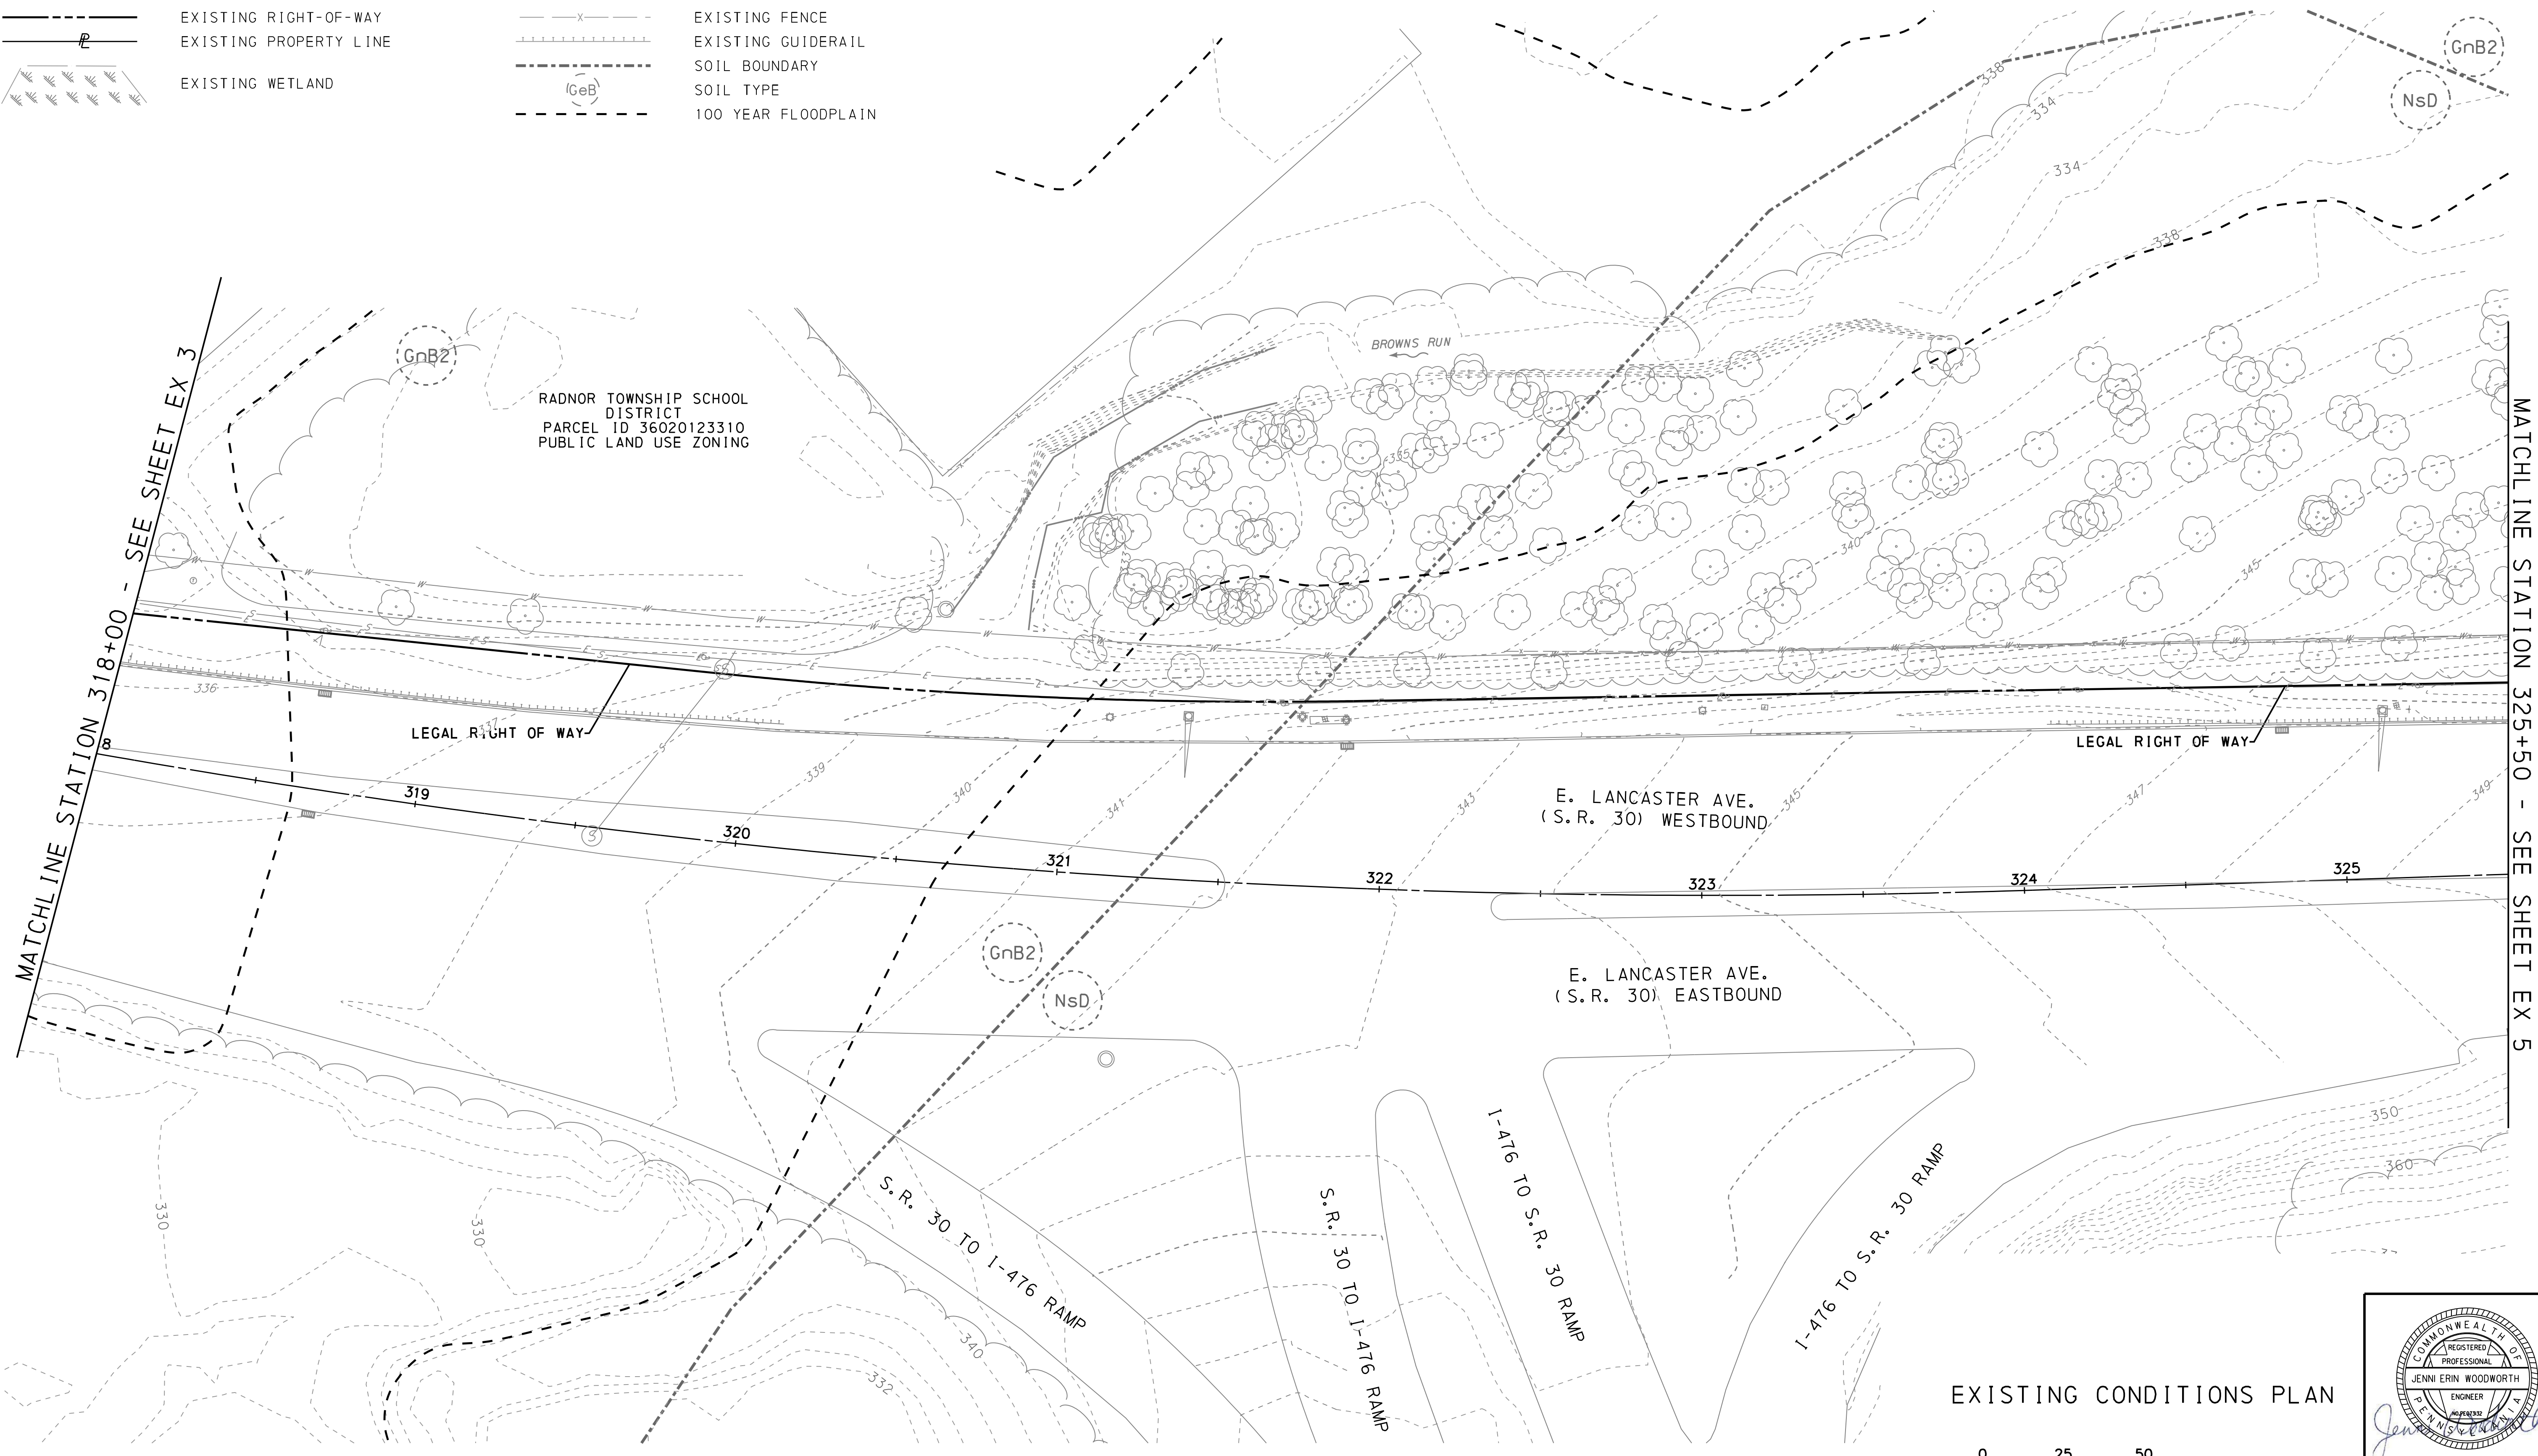 EXISTING RIGHT-OF-WAY
EXISTING PROPERTY LINE
EXISTING WETLAND
EXISTING FENCE
EXISTING GUIDERAIL
SOIL BOUNDARY
GeB
SOIL TYPE
100 YEAR FLOODPLAIN
GnB2
NsD
338
334
334
338
MATCHLINE STATION 318+00 - SEE SHEET EX 3
GnB2
RADNOR TOWNSHIP SCHOOL
DISTRICT
PARCEL ID 36020123310
PUBLIC LAND USE ZONING
BROWNS RUN
335
340
345
MATCHLINE STATION 325+50 - SEE SHEET EX 5
336
337
LEGAL RIGHT OF WAY
LEGAL RIGHT OF WAY
8
319
320
321
322
323
324
325
339
340
341
343
345
347
349
E. LANCASTER AVE.
(S.R. 30) WESTBOUND
GnB2
NsD
E. LANCASTER AVE.
(S.R. 30) EASTBOUND
330
330
332
340
350
360
S.R. 30 TO I-476 RAMP
S.R. 30 TO I-476 RAMP
I-476 TO S.R. 30 RAMP
I-476 TO S.R. 30 RAMP
EXISTING CONDITIONS PLAN
0 25 50
COMMONWEALTH OF
REGISTERED
PROFESSIONAL
JENNI ERIN WOODWORTH
ENGINEER
PENNSYLVANIA